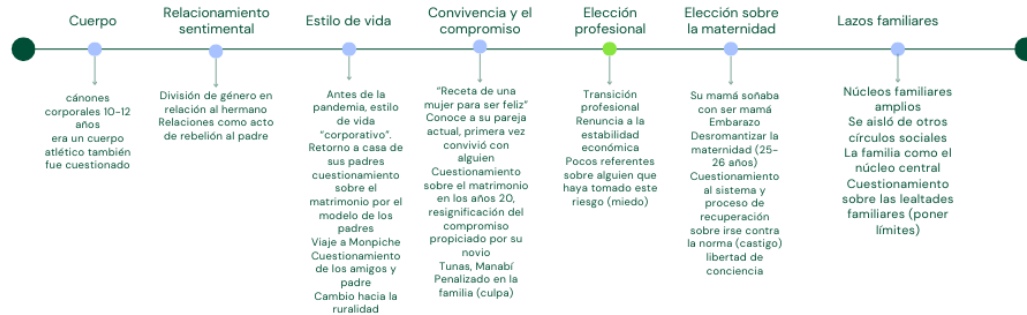 Cuerpo
cánones
corporales 10-12
años
era un cuerpo
atlético también
fue cuestionado
Relacionamiento
sentimental
División de género en
relación al hermano
Relaciones como acto
de rebelión al padre
Estilo de vida
Antes de la
pandemia, estilo
de vida
“corporativo”.
Retorno a casa de
sus padres
cuestionamiento
sobre el
matrimonio por el
modelo de los
padres
Viaje a Monpiche
Cuestionamiento
de los amigos y
padre
Cambio hacia la
ruralidad
Convivencia y el
compromiso
“Receta de una
mujer para ser feliz”
Conoce a su pareja
actual, primera vez
convivió con
alguien
Cuestionamiento
sobre el matrimonio
en los años 20,
resignificación del
compromiso
propiciado por su
novio
Tunas, Manabí
Penalizado en la
familia (culpa)
Elección
profesional
Transición
profesional
Renuncia a la
estabilidad
económica
Pocos referentes
sobre alguien que
haya tomado este
riesgo (miedo)
Elección sobre
la maternidad
Su mamá soñaba
con ser mamá
Embarazo
Desromantizar la
maternidad (25-
26 años)
Cuestionamiento
al sistema y
proceso de
recuperación
sobre irse contra
la norma (castigo)
libertad de
conciencia
Lazos familiares
Núcleos familiares
amplios
Se aisló de otros
círculos sociales
La familia como el
núcleo central
Cuestionamiento
sobre las lealtades
familiares (poner
límites)